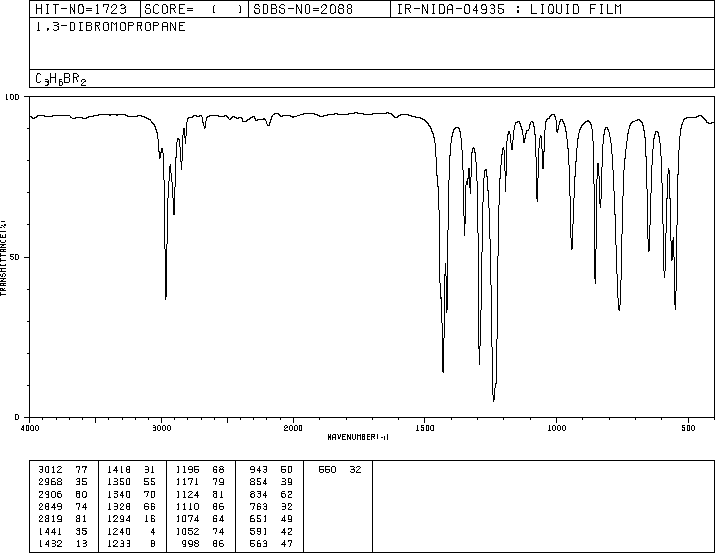 HIT-NO=1723 SCORE= ( ) SDBS-NO=2088 IR-NIDA-04935 : LIQUID FILM
1,3-DIBROMOPROPANE
C3H6BR2
100
50
0
TRANSMITTANCE(%)
4000 3000 2000 1500 1000 500
WAVENUMBER(-1)
3012 77 1418 31 1196 68 943 50 550 32
2968 35 1350 55 1171 79 854 39
2906 60 1340 70 1124 81 834 62
2849 74 1328 66 1110 86 763 32
2819 81 1294 16 1074 64 651 49
1441 35 1240 4 1052 74 591 42
1432 13 1233 8 998 86 563 47